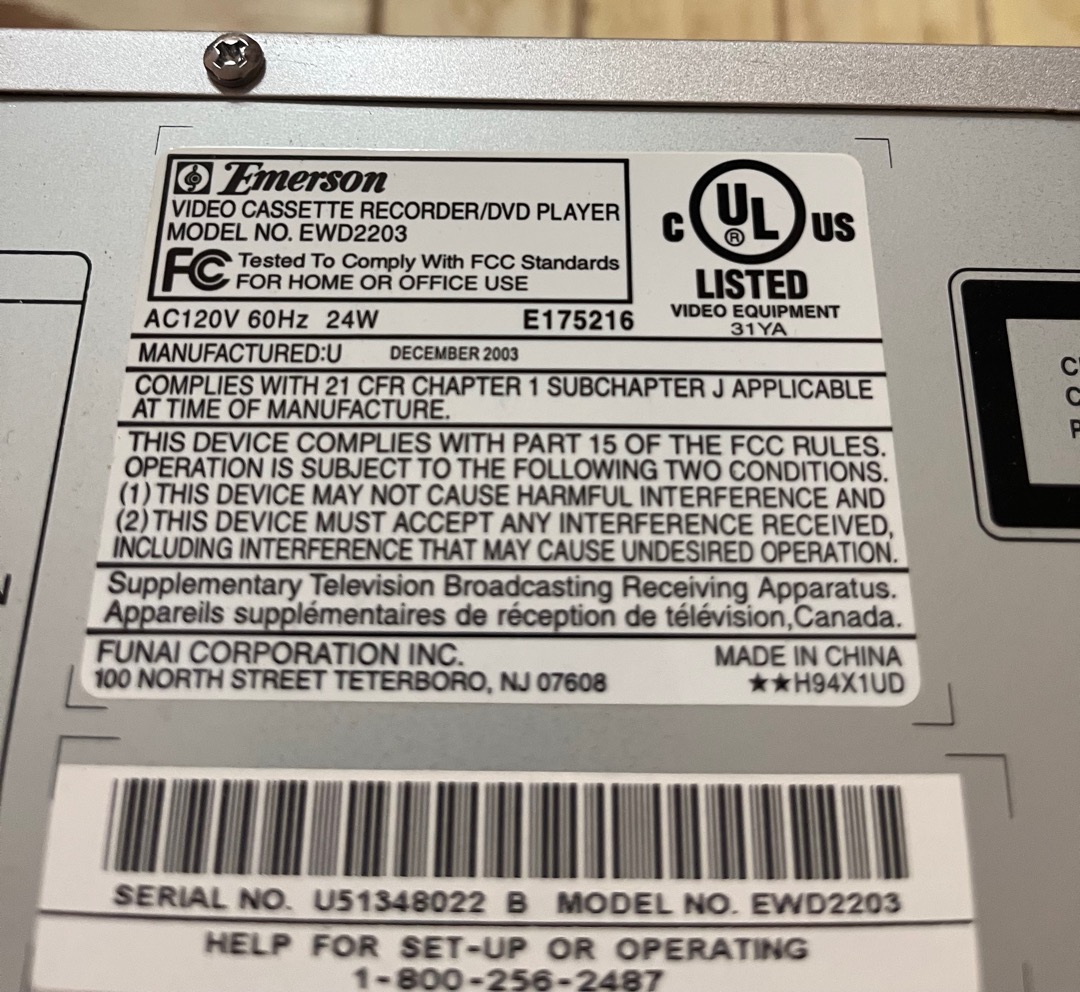 Emerson
VIDEO CASSETTE RECORDER/DVD PLAYER
MODEL NO. EWD2203
FC Tested To Comply With FCC Standards
FOR HOME OR OFFICE USE
C UL® US
LISTED
VIDEO EQUIPMENT
31YA
AC120V 60Hz 24W E175216
MANUFACTURED:U DECEMBER 2003
COMPLIES WITH 21 CFR CHAPTER 1 SUBCHAPTER J APPLICABLE
AT TIME OF MANUFACTURE.
THIS DEVICE COMPLIES WITH PART 15 OF THE FCC RULES.
OPERATION IS SUBJECT TO THE FOLLOWING TWO CONDITIONS.
(1) THIS DEVICE MAY NOT CAUSE HARMFUL INTERFERENCE AND
(2) THIS DEVICE MUST ACCEPT ANY INTERFERENCE RECEIVED,
INCLUDING INTERFERENCE THAT MAY CAUSE UNDESIRED OPERATION.
Supplementary Television Broadcasting Receiving Apparatus.
Appareils supplémentaires de réception de télévision,Canada.
FUNAI CORPORATION INC. MADE IN CHINA
100 NORTH STREET TETERBORO, NJ 07608 ★★H94X1UD
SERIAL NO. U51348022 B MODEL NO. EWD2203
HELP FOR SET-UP OR OPERATING
1-800-256-2487